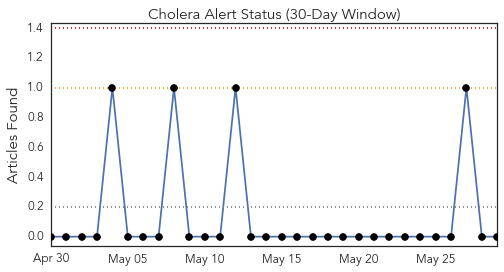 Cholera Alert Status (30-Day Window)
Articles Found
1.4
1.2
1.0
0.8
0.6
0.4
0.2
0.0
Apr 30
May 05
May 10
May 15
May 20
May 25